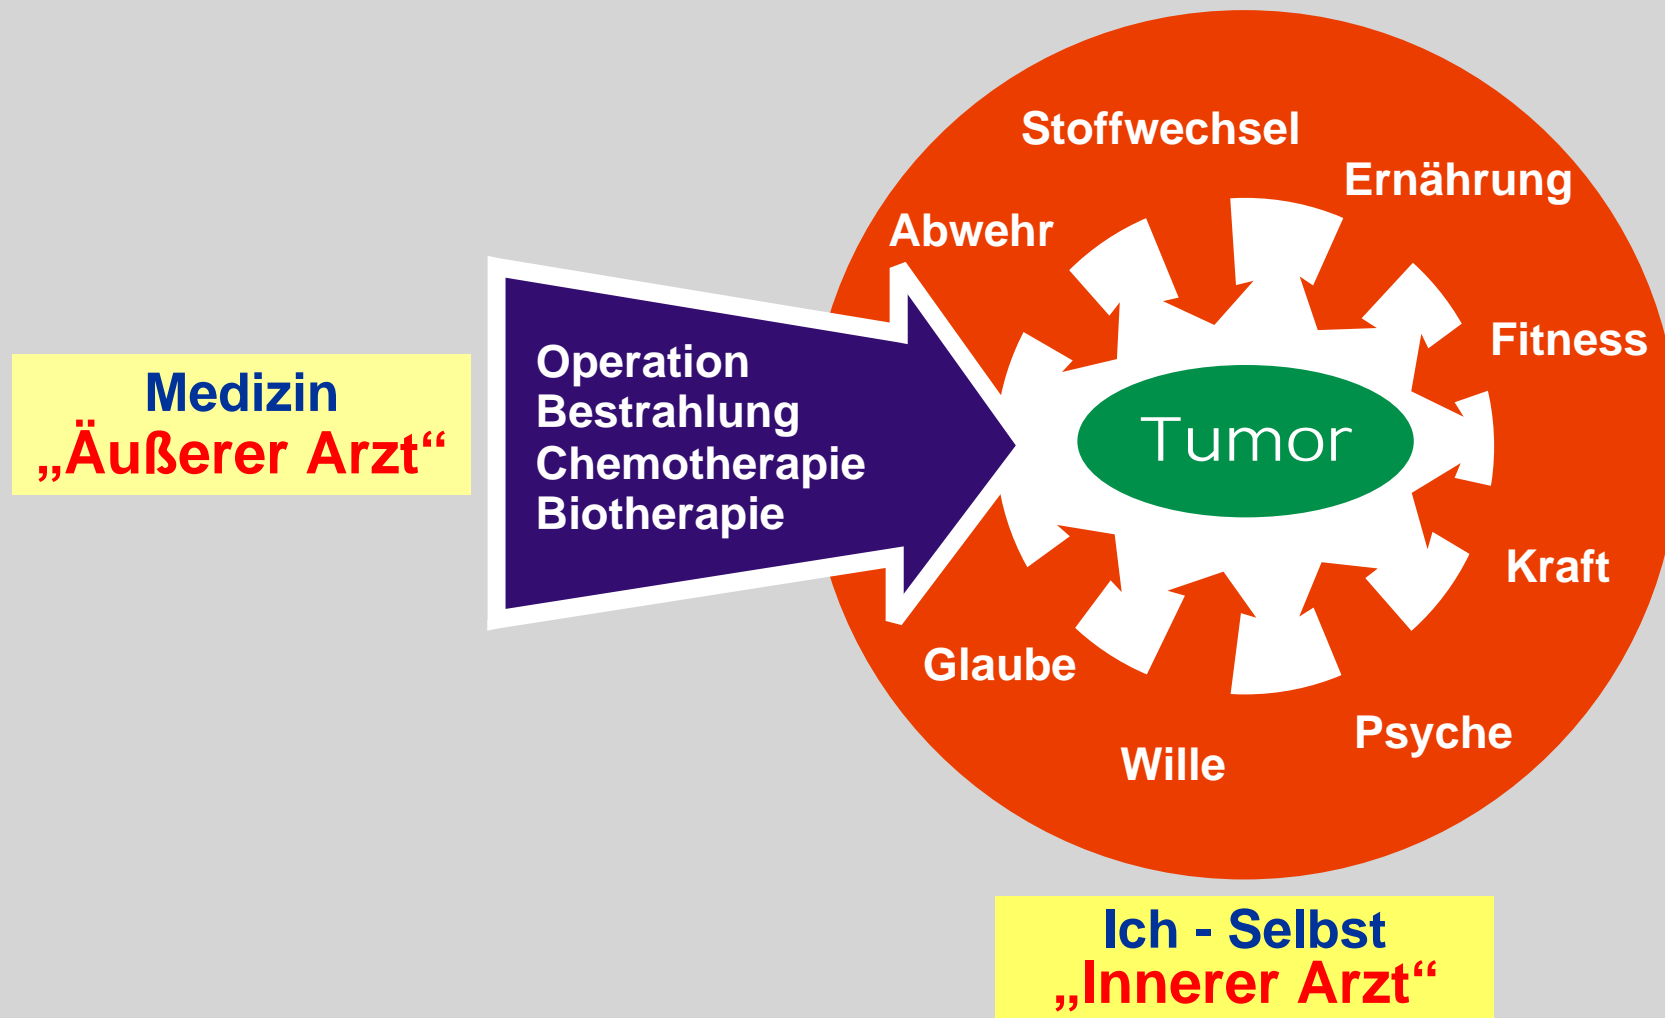 Medizin
„Äußerer Arzt“
Operation
Bestrahlung
Chemotherapie
Biotherapie
Stoffwechsel
Ernährung
Abwehr
Fitness
Tumor
Kraft
Glaube
Psyche
Wille
Ich - Selbst
„Innerer Arzt“